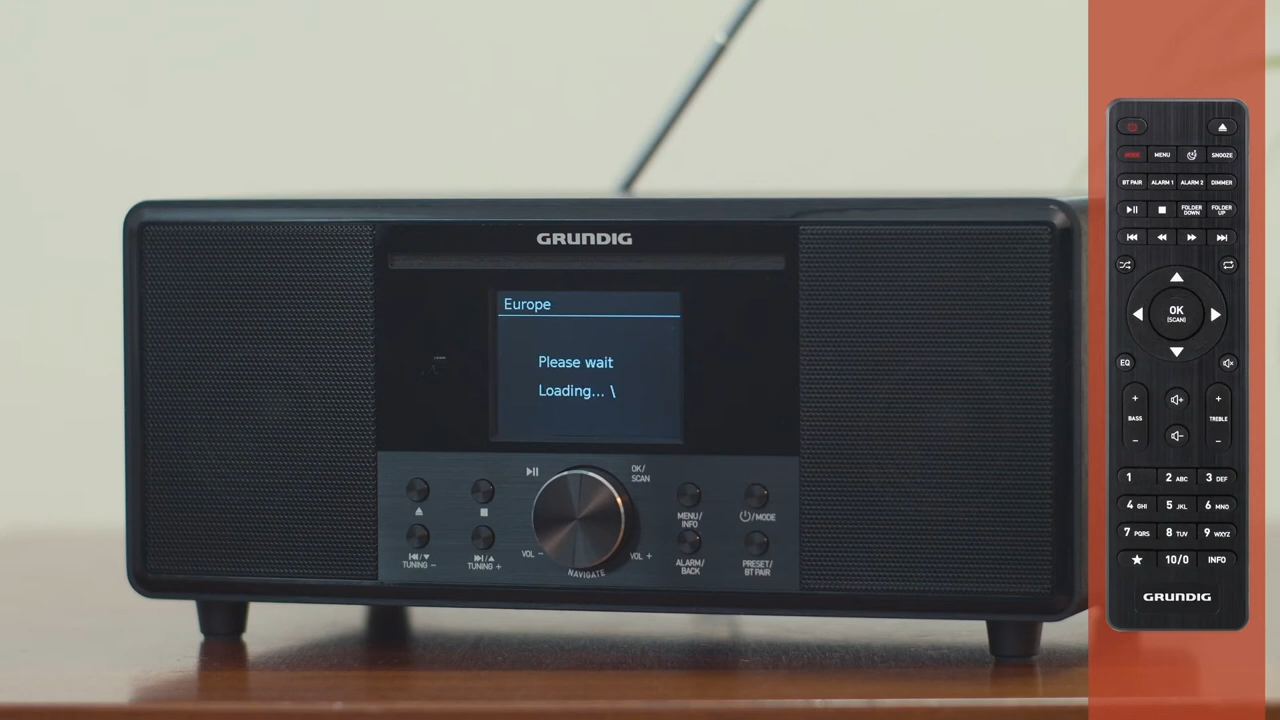 GRUNDIG
Europe
Please wait
Loading... \
OK/
SCAN
MENU/
INFO
/MODE
TUNING −
TUNING +
VOL −
VOL +
NAVIGATE
ALARM/
BACK
PRESET/
BT PAIR
MODE MENU SNOOZE
BT PAIR ALARM 1 ALARM 2 DIMMER
FOLDER DOWN FOLDER UP
OK
(SCAN)
EQ
+ +
BASS TREBLE
− −
1 2 ABC 3 DEF
4 GHI 5 JKL 6 MNO
7 PQRS 8 TUV 9 WXYZ
★ 10/0 INFO
GRUNDIG